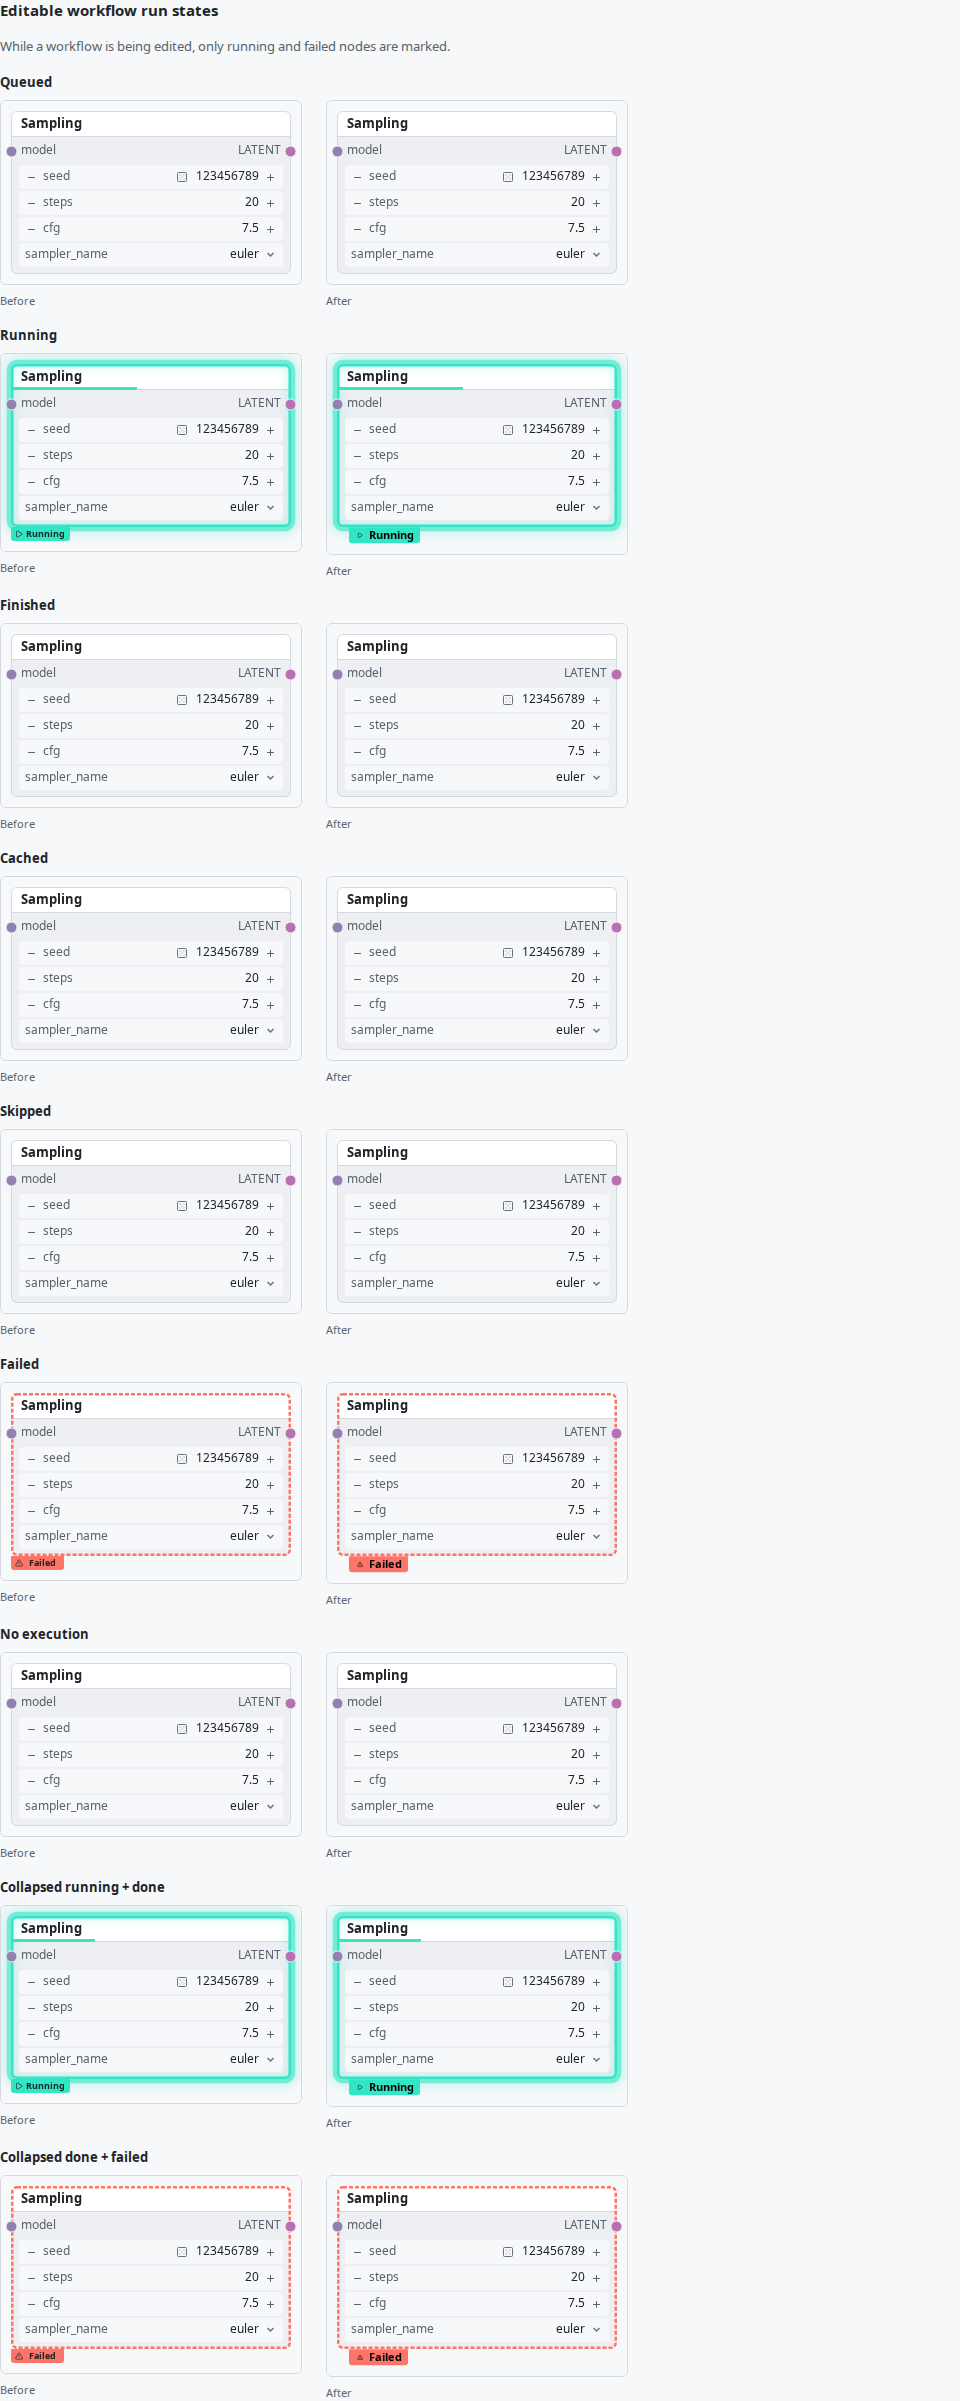 Editable workflow run states
While a workflow is being edited, only running and failed nodes are marked.
Queued
Sampling Sampling
model LATENT model LATENT
− seed 123456789 + − seed 123456789 +
− steps 20 + − steps 20 +
− cfg 7.5 + − cfg 7.5 +
sampler_name euler sampler_name euler
Before After
Running
Sampling Sampling
model LATENT model LATENT
− seed 123456789 + − seed 123456789 +
− steps 20 + − steps 20 +
− cfg 7.5 + − cfg 7.5 +
sampler_name euler sampler_name euler
Running Running
Before After
Finished
Sampling Sampling
model LATENT model LATENT
− seed 123456789 + − seed 123456789 +
− steps 20 + − steps 20 +
− cfg 7.5 + − cfg 7.5 +
sampler_name euler sampler_name euler
Before After
Cached
Sampling Sampling
model LATENT model LATENT
− seed 123456789 + − seed 123456789 +
− steps 20 + − steps 20 +
− cfg 7.5 + − cfg 7.5 +
sampler_name euler sampler_name euler
Before After
Skipped
Sampling Sampling
model LATENT model LATENT
− seed 123456789 + − seed 123456789 +
− steps 20 + − steps 20 +
− cfg 7.5 + − cfg 7.5 +
sampler_name euler sampler_name euler
Before After
Failed
Sampling Sampling
model LATENT model LATENT
− seed 123456789 + − seed 123456789 +
− steps 20 + − steps 20 +
− cfg 7.5 + − cfg 7.5 +
sampler_name euler sampler_name euler
Failed Failed
Before After
No execution
Sampling Sampling
model LATENT model LATENT
− seed 123456789 + − seed 123456789 +
− steps 20 + − steps 20 +
− cfg 7.5 + − cfg 7.5 +
sampler_name euler sampler_name euler
Before After
Collapsed running + done
Sampling Sampling
model LATENT model LATENT
− seed 123456789 + − seed 123456789 +
− steps 20 + − steps 20 +
− cfg 7.5 + − cfg 7.5 +
sampler_name euler sampler_name euler
Running Running
Before After
Collapsed done + failed
Sampling Sampling
model LATENT model LATENT
− seed 123456789 + − seed 123456789 +
− steps 20 + − steps 20 +
− cfg 7.5 + − cfg 7.5 +
sampler_name euler sampler_name euler
Failed Failed
Before After